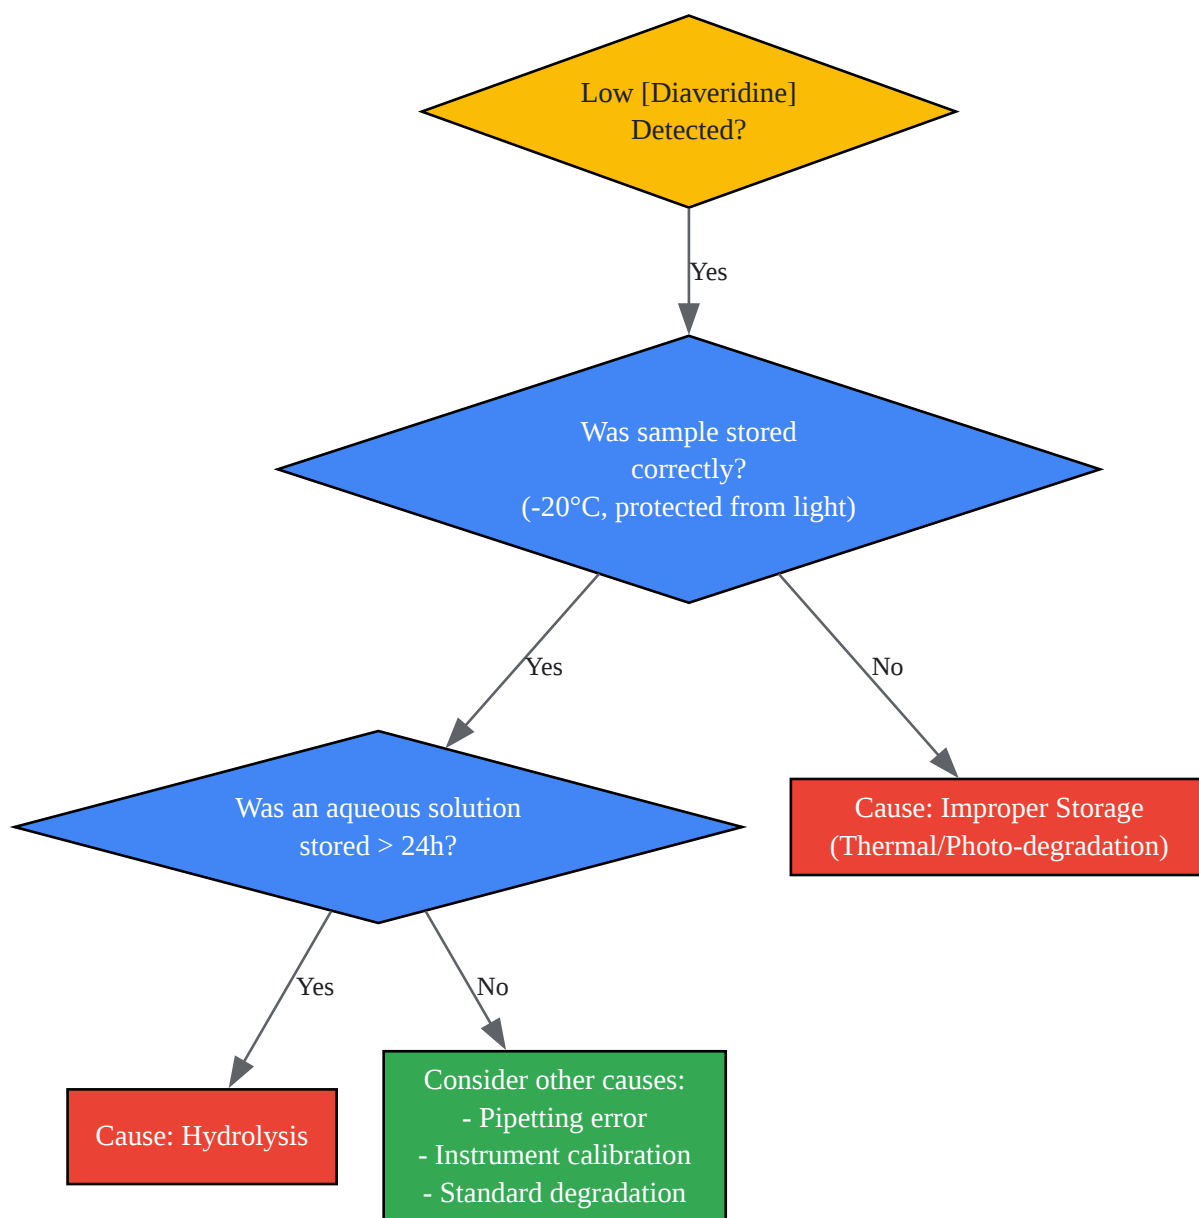 Low [Diaveridine]
Detected?
Yes
Was sample stored
correctly?
(-20°C, protected from light)
Yes
No
Was an aqueous solution
stored > 24h?
Cause: Improper Storage
(Thermal/Photo-degradation)
Yes
No
Cause: Hydrolysis
Consider other causes:
- Pipetting error
- Instrument calibration
- Standard degradation